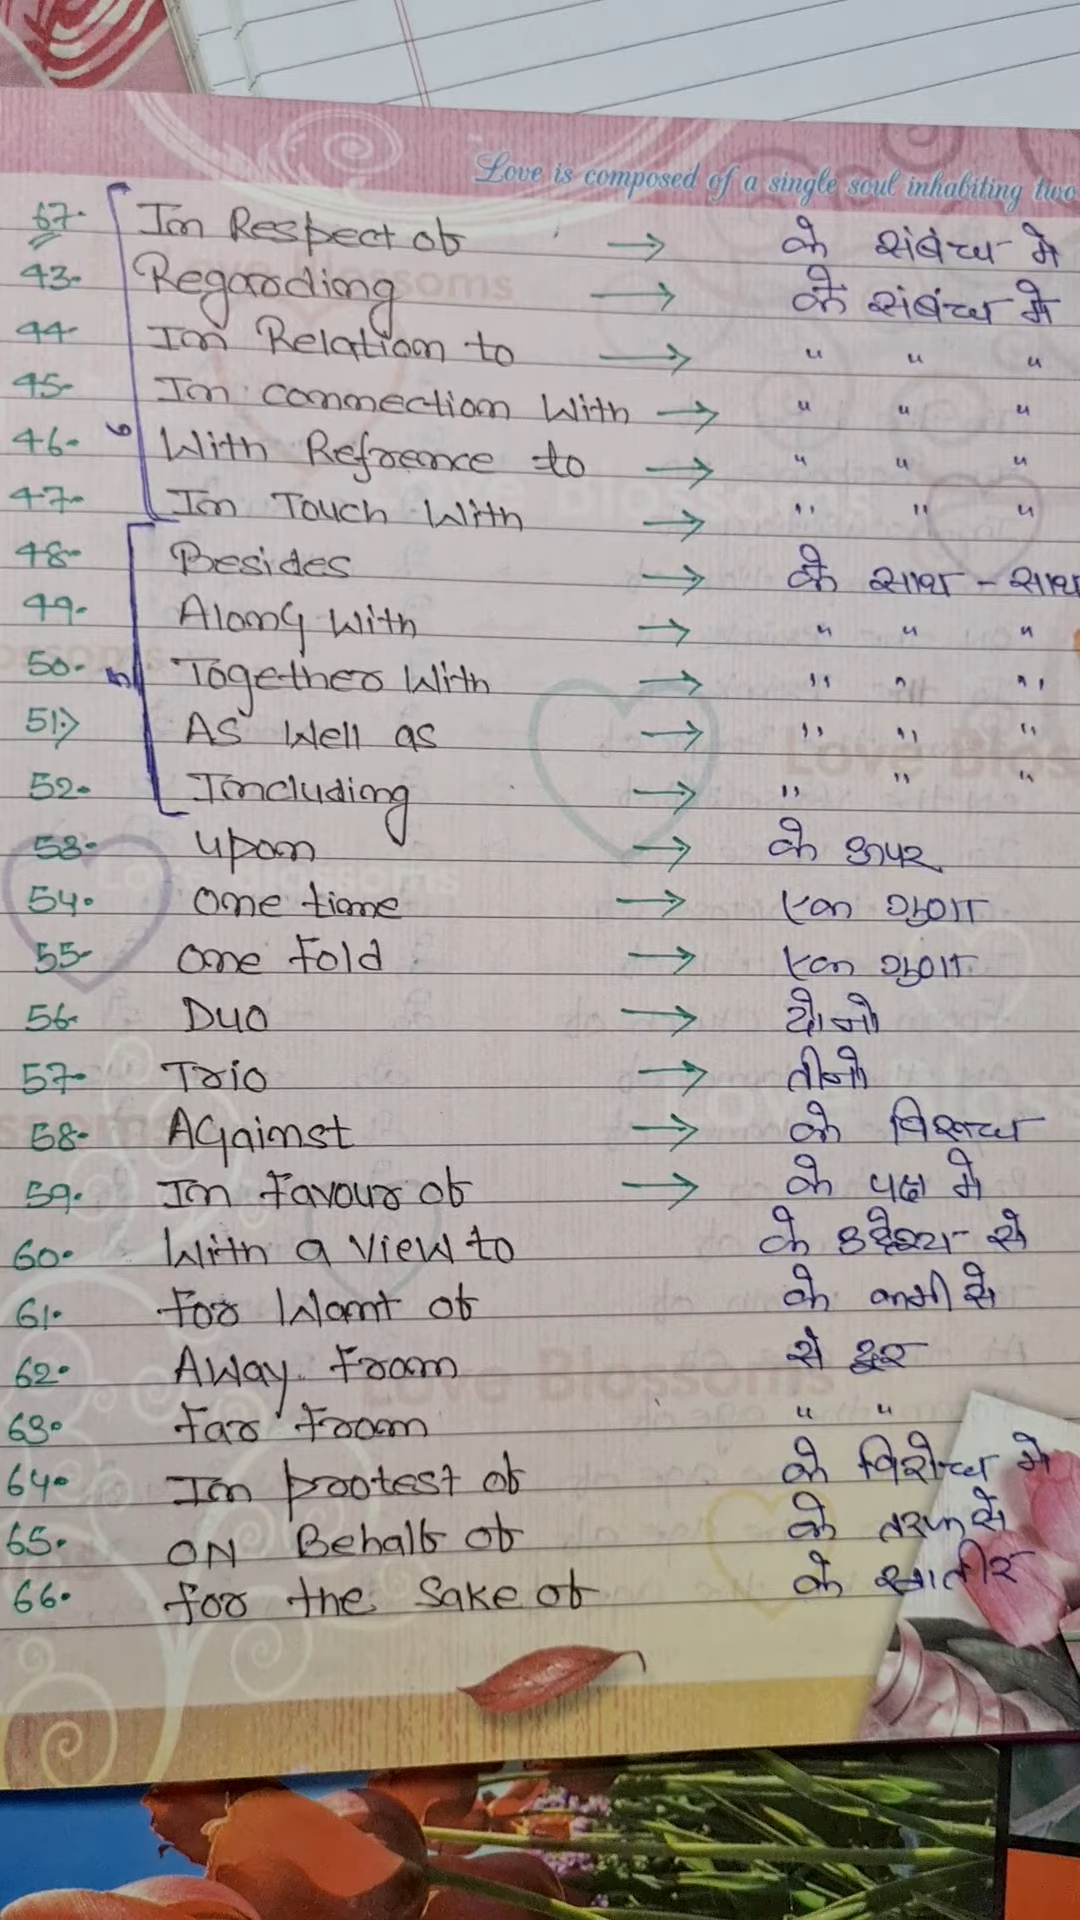 Love is composed of a single soul inhabiting two
67. In Respect of → के संबंध में
43. Regarding → के संबंध में
44. In Relation to → " " "
45. In connection With → " " "
46. With Refrence to → " " "
47. In Touch With → " " "
48. Besides → के साथ - साथ
49. Along With → " " "
50. Together With → " " "
51. As Well as → " " "
52. Including → " " "
53. upon → के ऊपर
54. one time → एक गुणा
55. one fold → एक गुणा
56. Duo → दोनो
57. Trio → तीनो
58. AGainst → के विरूध
59. In favour of → के पक्ष मे
60. With a View to के उद्देश्य से
61. for Want of के कमी से
62. AWay From से दूर
63. far from " "
64. In protest of के विरोध मे
65. ON Behalf of के तरफ से
66. for the Sake of के खातीर